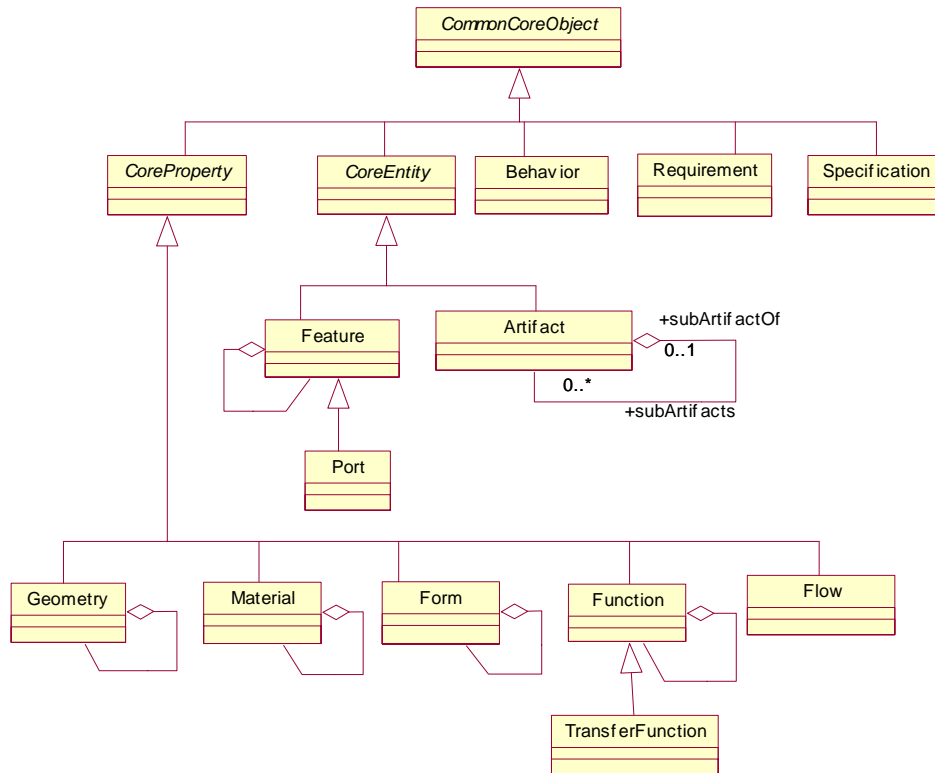 CommonCoreObject
CoreProperty
CoreEntity
Behavior
Requirement
Specification
Feature
Artifact
+subArtifactOf
0..1
0..*
+subArtifacts
Port
Geometry
Material
Form
Function
Flow
TransferFunction